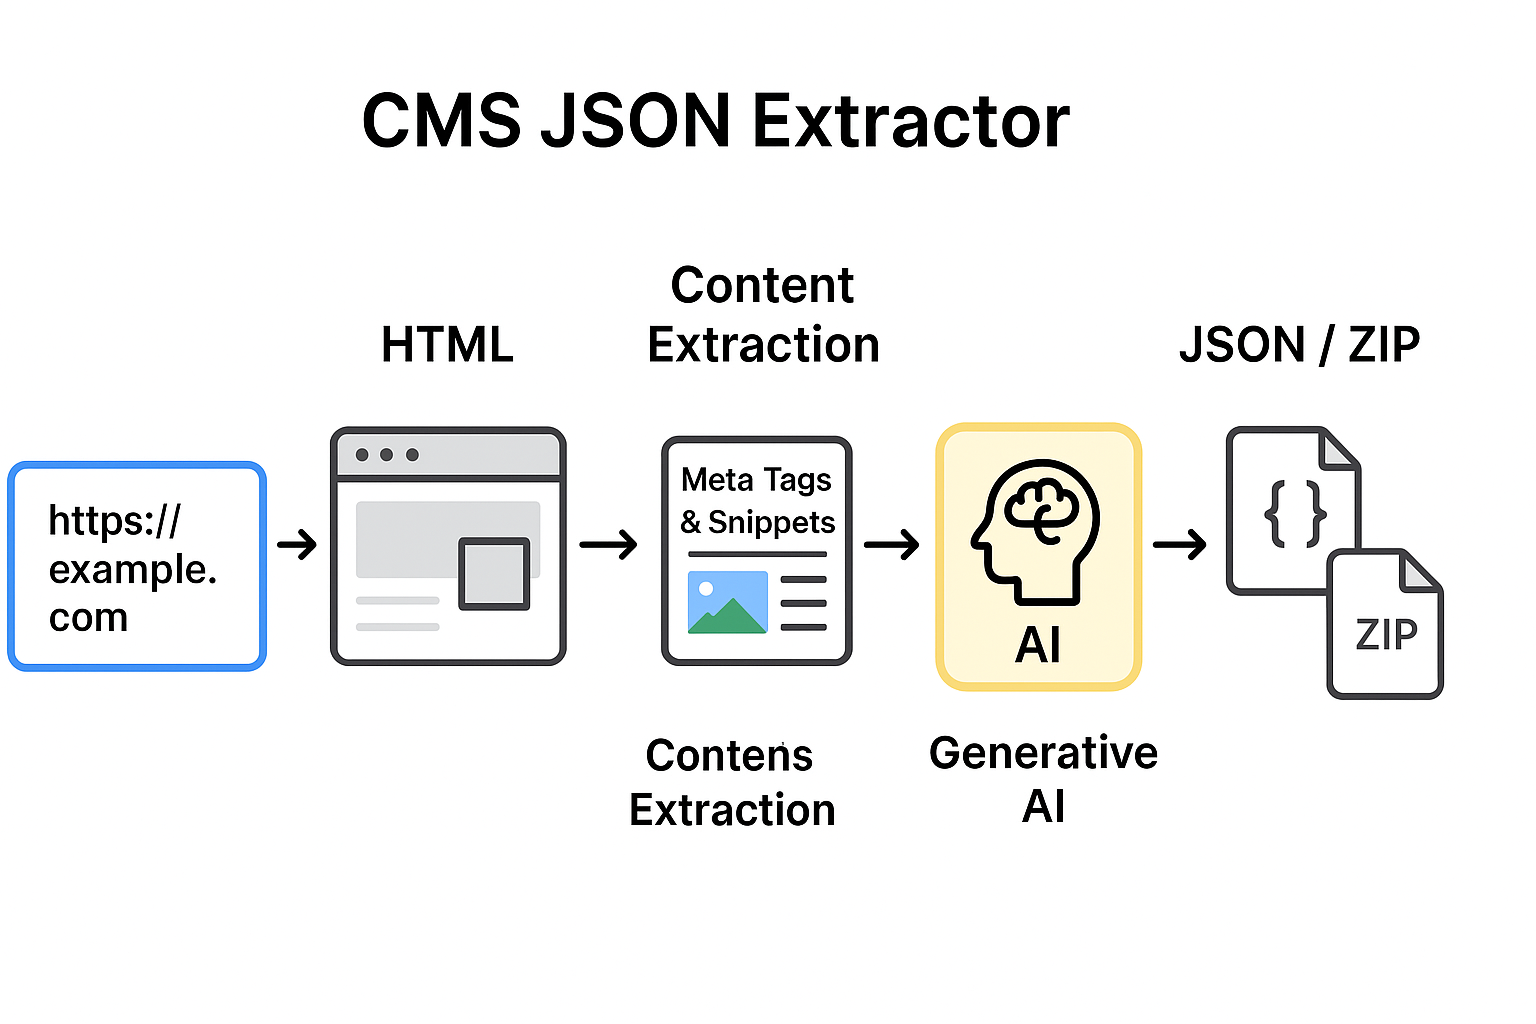 CMS JSON Extractor
Content
Extraction
HTML
JSON / ZIP
https://
example.
com
Meta Tags
& Snippets
{ }
AI
ZIP
Contens
Extraction
Generative
AI